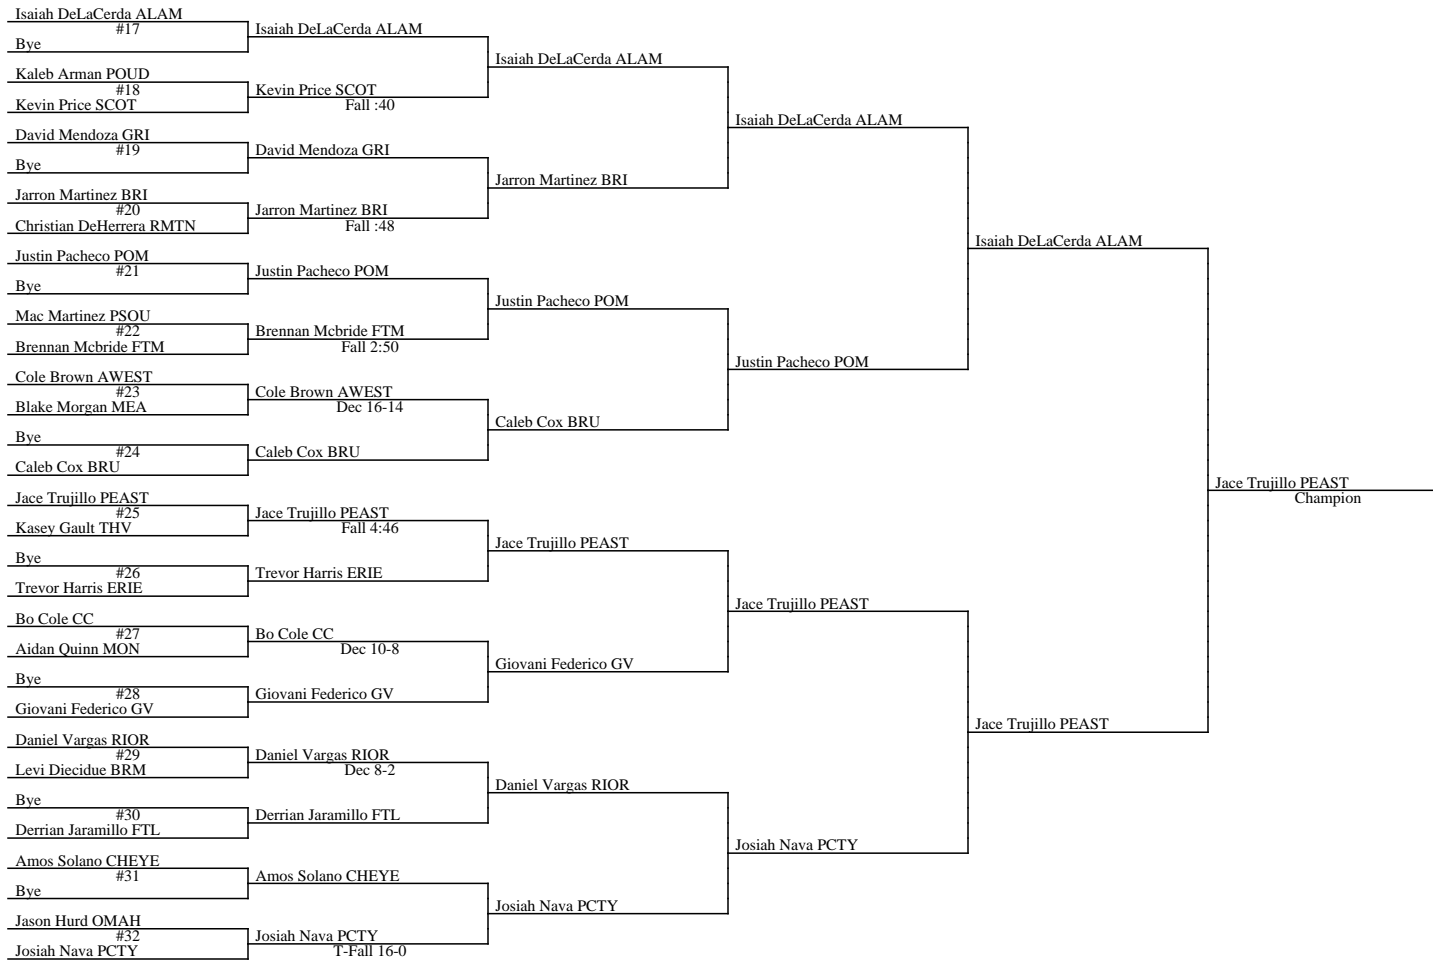 Isaiah DeLaCerda ALAM
#17
Bye
Kaleb Arman POUD
#18
Kevin Price SCOT
David Mendoza GRI
#19
Bye
Jarron Martinez BRI
#20
Christian DeHerrera RMTN
Justin Pacheco POM
#21
Bye
Mac Martinez PSOU
#22
Brennan Mcbride FTM
Cole Brown AWEST
#23
Blake Morgan MEA
Bye
#24
Caleb Cox BRU
Jace Trujillo PEAST
#25
Kasey Gault THV
Bye
#26
Trevor Harris ERIE
Bo Cole CC
#27
Aidan Quinn MON
Bye
#28
Giovani Federico GV
Daniel Vargas RIOR
#29
Levi Diecidue BRM
Bye
#30
Derrian Jaramillo FTL
Amos Solano CHEYE
#31
Bye
Jason Hurd OMAH
#32
Josiah Nava PCTY
Isaiah DeLaCerda ALAM
Kevin Price SCOT
Fall :40
David Mendoza GRI
Jarron Martinez BRI
Fall :48
Justin Pacheco POM
Brennan Mcbride FTM
Fall 2:50
Cole Brown AWEST
Dec 16-14
Caleb Cox BRU
Jace Trujillo PEAST
Fall 4:46
Trevor Harris ERIE
Bo Cole CC
Dec 10-8
Giovani Federico GV
Daniel Vargas RIOR
Dec 8-2
Derrian Jaramillo FTL
Amos Solano CHEYE
Josiah Nava PCTY
T-Fall 16-0
Isaiah DeLaCerda ALAM
Jarron Martinez BRI
Justin Pacheco POM
Caleb Cox BRU
Jace Trujillo PEAST
Giovani Federico GV
Daniel Vargas RIOR
Josiah Nava PCTY
Isaiah DeLaCerda ALAM
Justin Pacheco POM
Jace Trujillo PEAST
Josiah Nava PCTY
Isaiah DeLaCerda ALAM
Jace Trujillo PEAST
Jace Trujillo PEAST
Champion